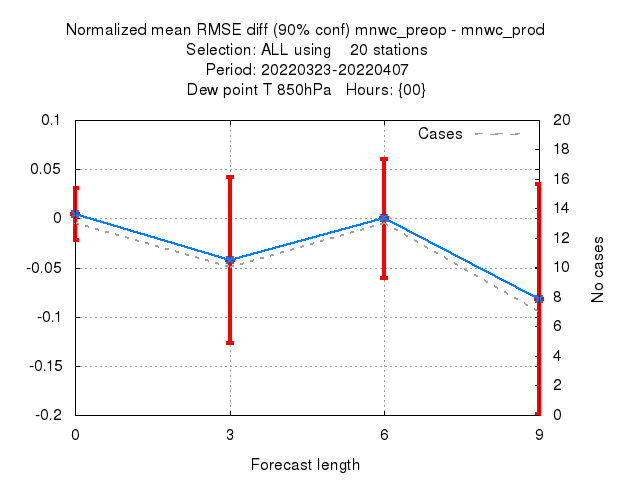 Normalized mean RMSE diff (90% conf) mnwc_preop - mnwc_prod
Selection: ALL using    20 stations
Period: 20220323-20220407
Dew point T 850hPa   Hours: {00}
Cases
0.1
0.05
0
-0.05
-0.1
-0.15
-0.2
20
18
16
14
12
10
8
6
4
2
0
No cases
0 3 6 9
Forecast length